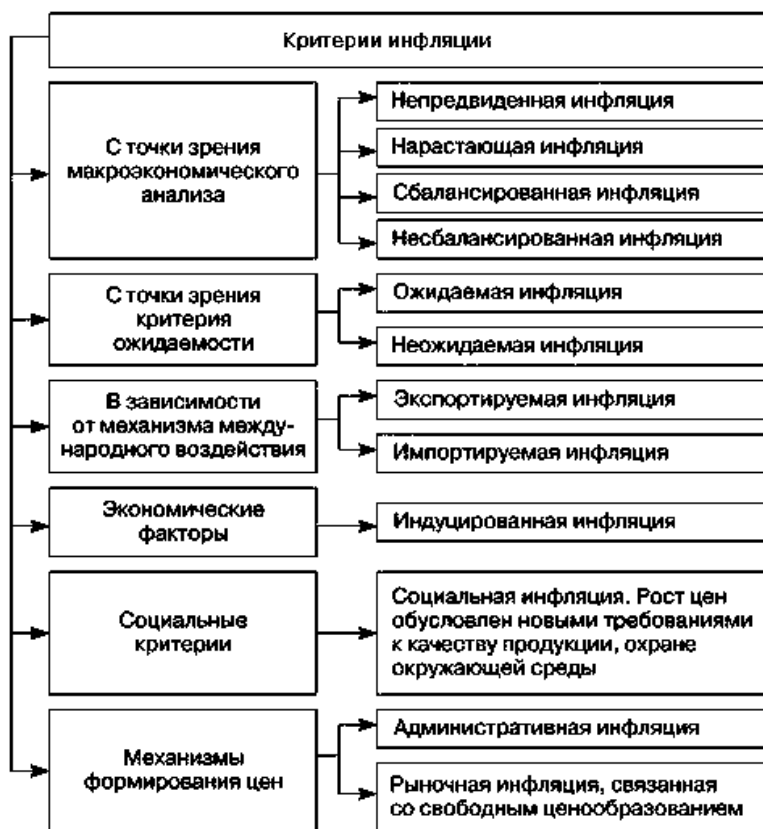 Критерии инфляции
С точки зрения
макроэкономического
анализа
Непредвиденная инфляция
Нарастающая инфляция
Сбалансированная инфляция
Несбалансированная инфляция
С точки зрения
критерия
ожидаемости
Ожидаемая инфляция
Неожидаемая инфляция
В зависимости
от механизма между-
народного воздействия
Экспортируемая инфляция
Импортируемая инфляция
Экономические
факторы
Индуцированная инфляция
Социальные
критерии
Социальная инфляция. Рост цен
обусловлен новыми требованиями
к качеству продукции, охране
окружающей среды
Механизмы
формирования цен
Административная инфляция
Рыночная инфляция, связанная
со свободным ценообразованием